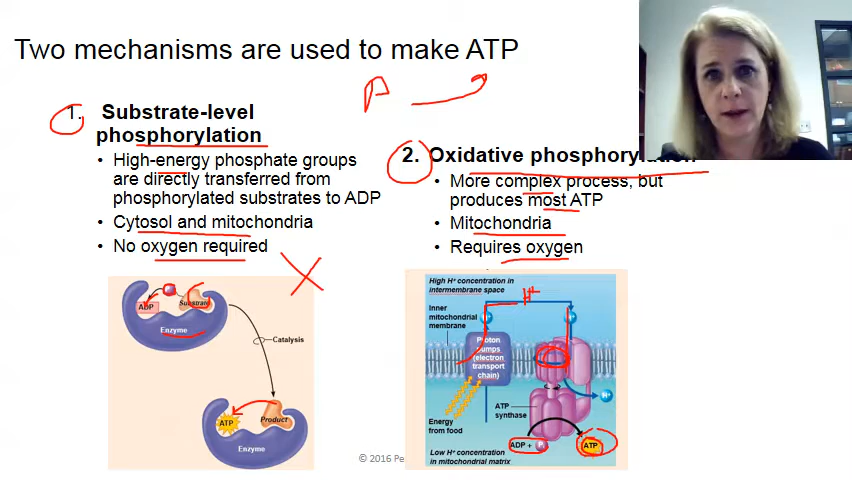 Two mechanisms are used to make ATP
P
1. Substrate-level
phosphorylation
• High-energy phosphate groups
are directly transferred from
phosphorylated substrates to ADP
• Cytosol and mitochondria
• No oxygen required
ADP
Substrate
Enzyme
Catalysis
ATP
Product
Enzyme
2. Oxidative phosphorylation
• More complex process, but
produces most ATP
• Mitochondria
• Requires oxygen
High H+ concentration in
intermembrane space
H+
Inner
mitochondrial
membrane
Proton
pumps
(electron
transport
chain)
H+
ATP
synthase
Energy
from food
ADP +
ATP
Low H+ concentration
in mitochondrial matrix
© 2016 Pe